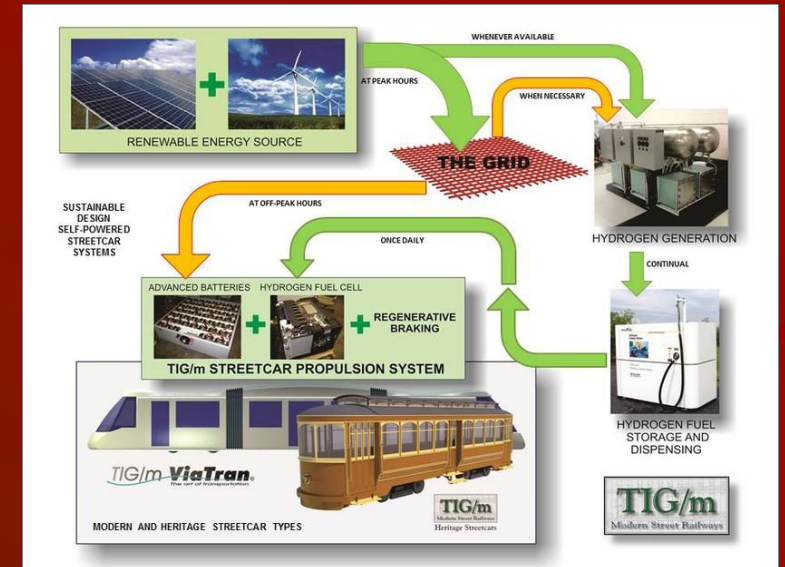 WHENEVER AVAILABLE
AT PEAK HOURS
WHEN NECESSARY
RENEWABLE ENERGY SOURCE
THE GRID
SUSTAINABLE
DESIGN
SELF-POWERED
STREETCAR
SYSTEMS
AT OFF-PEAK HOURS
ONCE DAILY
HYDROGEN GENERATION
CONTINUAL
ADVANCED BATTERIES HYDROGEN FUEL CELL
REGENERATIVE
BRAKING
TIG/m STREETCAR PROPULSION SYSTEM
HYDROGEN FUEL
STORAGE AND
DISPENSING
TIG/m ViaTran®
The art of transportation
TIG/m
Modern Street Railways
Heritage Streetcars
MODERN AND HERITAGE STREETCAR TYPES
TIG/m
Modern Street Railways